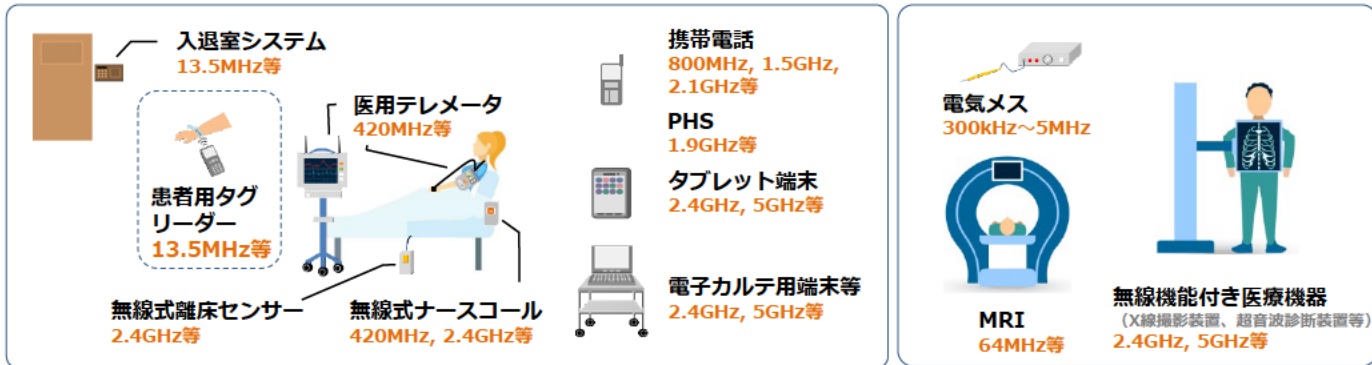 入退室システム
13.5MHz等
患者用タグ
リーダー
13.5MHz等
医用テレメータ
420MHz等
無線式離床センサー
2.4GHz等
無線式ナースコール
420MHz, 2.4GHz等
携帯電話
800MHz, 1.5GHz,
2.1GHz等
PHS
1.9GHz等
タブレット端末
2.4GHz, 5GHz等
電子カルテ用端末等
2.4GHz, 5GHz等
電気メス
300kHz～5MHz
MRI
64MHz等
無線機能付き医療機器
（X線撮影装置、超音波診断装置等）
2.4GHz, 5GHz等